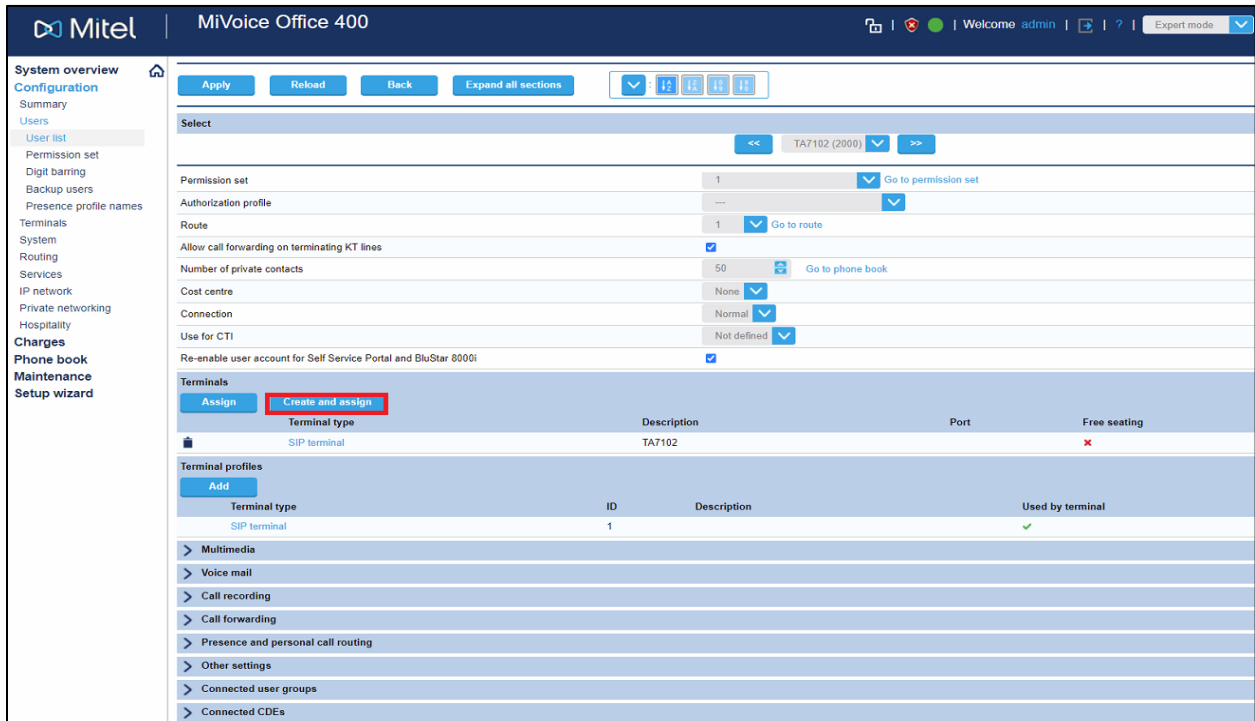 Mitel | MiVoice Office 400
| | Welcome admin | | ? | Expert mode
System overview
Configuration
Summary
Users
User list
Permission set
Digit barring
Backup users
Presence profile names
Terminals
System
Routing
Services
IP network
Private networking
Hospitality
Charges
Phone book
Maintenance
Setup wizard
Apply Reload Back Expand all sections :
Select
<< TA7102 (2000) >>
Permission set 1 Go to permission set
Authorization profile ---
Route 1 Go to route
Allow call forwarding on terminating KT lines
Number of private contacts 50 Go to phone book
Cost centre None
Connection Normal
Use for CTI Not defined
Re-enable user account for Self Service Portal and BluStar 8000i
Terminals
Assign Create and assign
Terminal type Description Port Free seating
SIP terminal TA7102
Terminal profiles
Add
Terminal type ID Description Used by terminal
SIP terminal 1
Multimedia
Voice mail
Call recording
Call forwarding
Presence and personal call routing
Other settings
Connected user groups
Connected CDEs